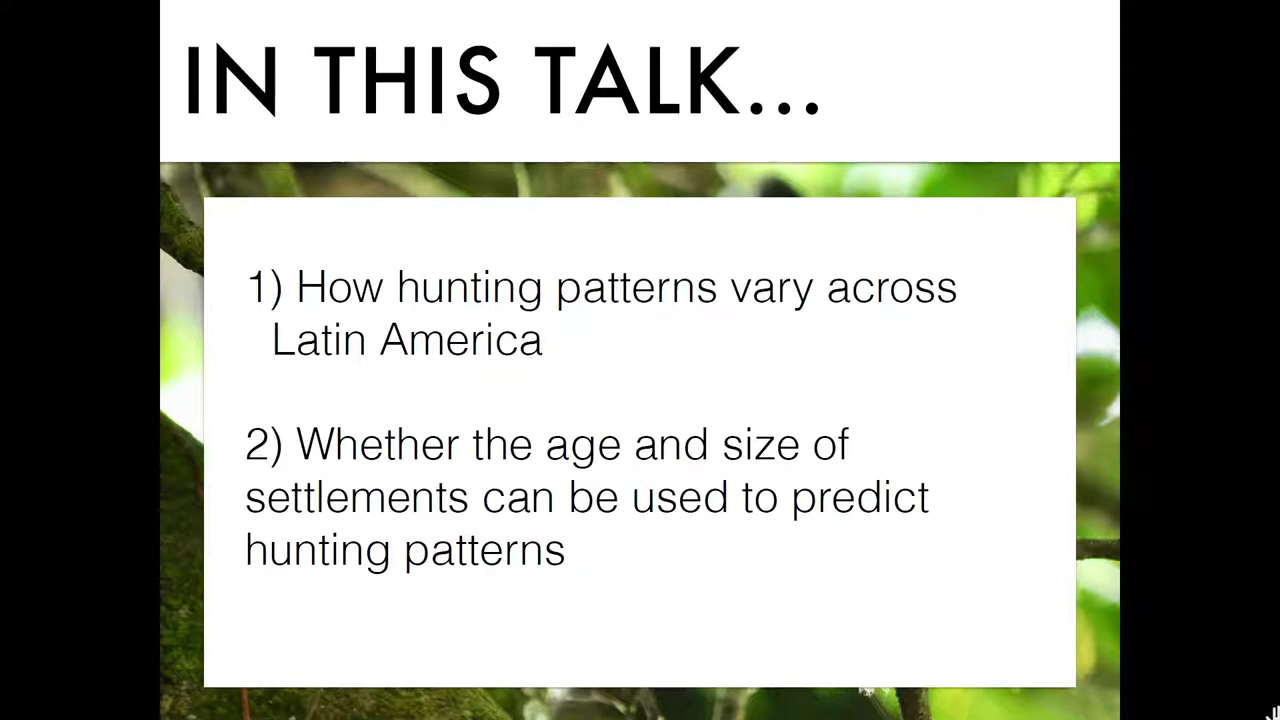 IN THIS TALK...
1) How hunting patterns vary across
Latin America
2) Whether the age and size of
settlements can be used to predict
hunting patterns